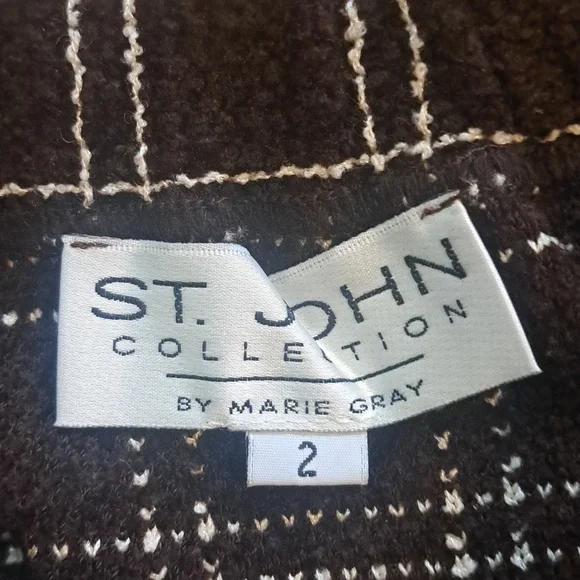 ST. JOHN
COLLECTION
BY MARIE GRAY
2